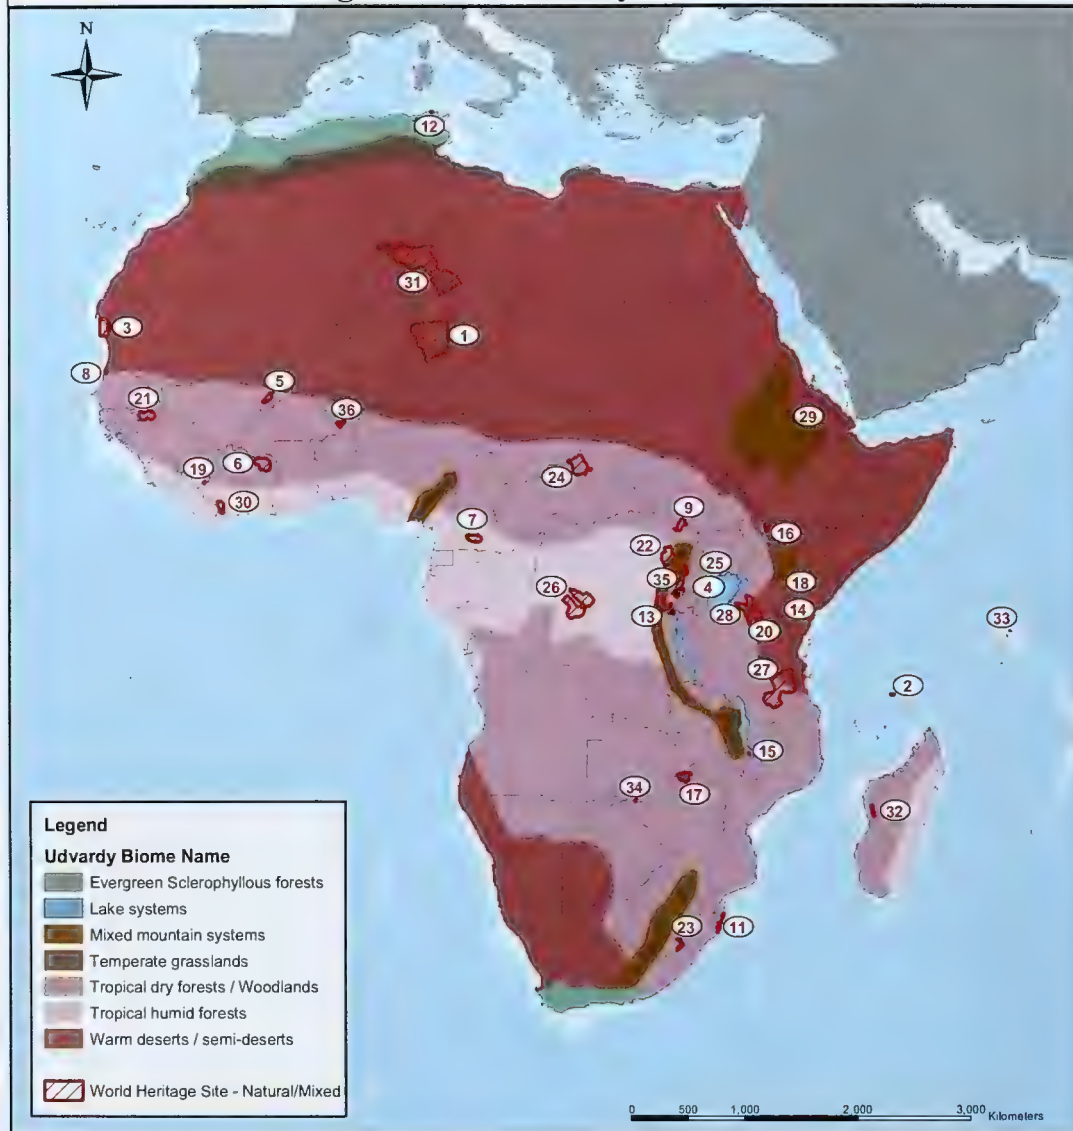 N
12
31
1
3
8
5
21
36
29
6
19
24
30
9
7
16
22
25
26
35
4
18
13
28
14
20
33
27
2
15
34
17
32
23
11
Legend
Udvardy Biome Name
Evergreen Sclerophyllous forests
Lake systems
Mixed mountain systems
Temperate grasslands
Tropical dry forests / Woodlands
Tropical humid forests
Warm deserts / semi-deserts
World Heritage Site - Natural/Mixed
0 500 1,000 2,000 3,000 Kilometers